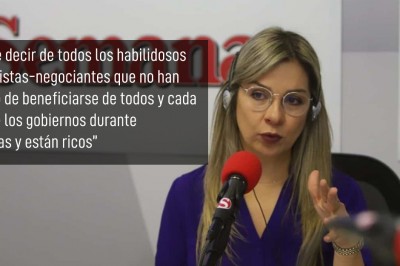 Semana
e decir de todos los habilidosos
istas-negociantes que no han
o de beneficiarse de todos y cada
los gobiernos durante
as y están ricos"
S